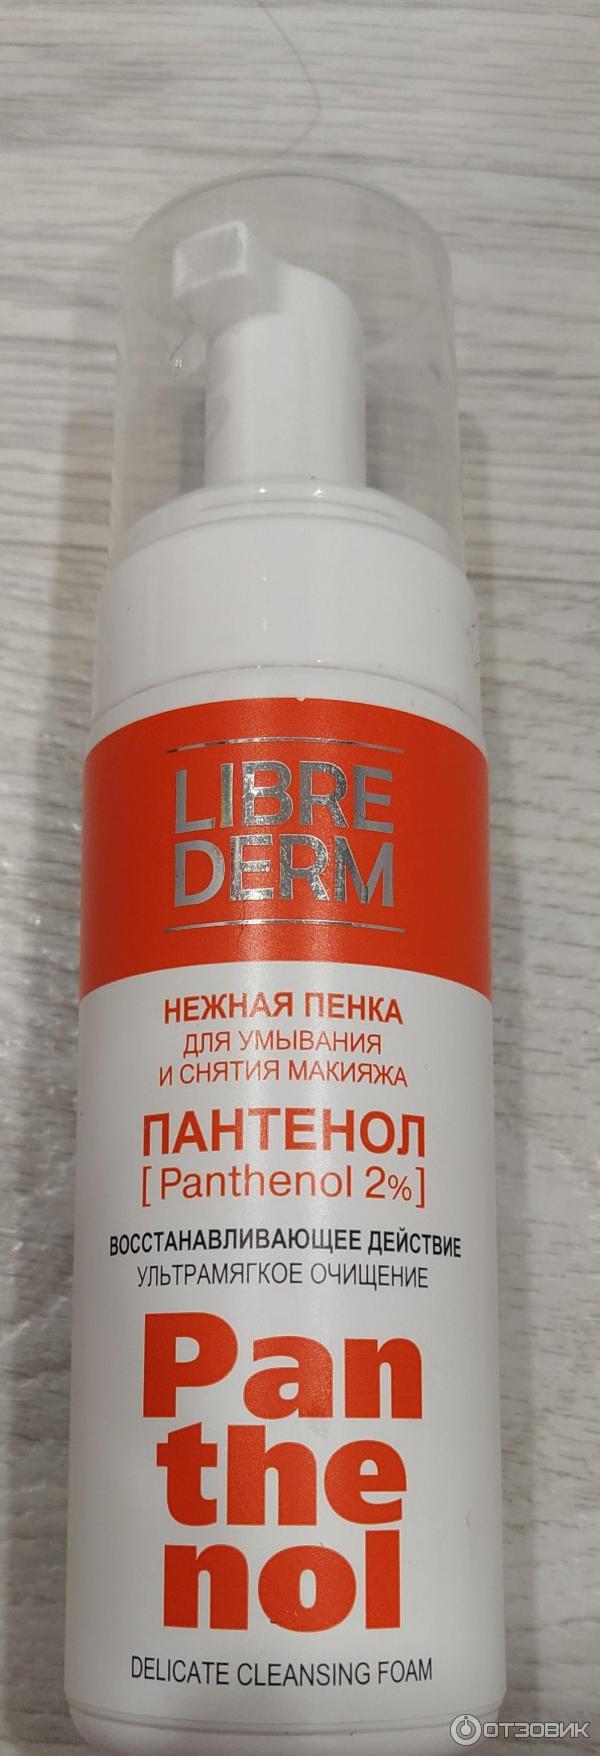 LIBRE
DERM
НЕЖНАЯ ПЕНКА
ДЛЯ УМЫВАНИЯ
И СНЯТИЯ МАКИЯЖА
ПАНТЕНОЛ
[Panthenol 2%]
ВОССТАНАВЛИВАЮЩЕЕ ДЕЙСТВИЕ
УЛЬТРАМЯГКОЕ ОЧИЩЕНИЕ
Pan
the
nol
DELICATE CLEANSING FOAM
ОТЗОВИК